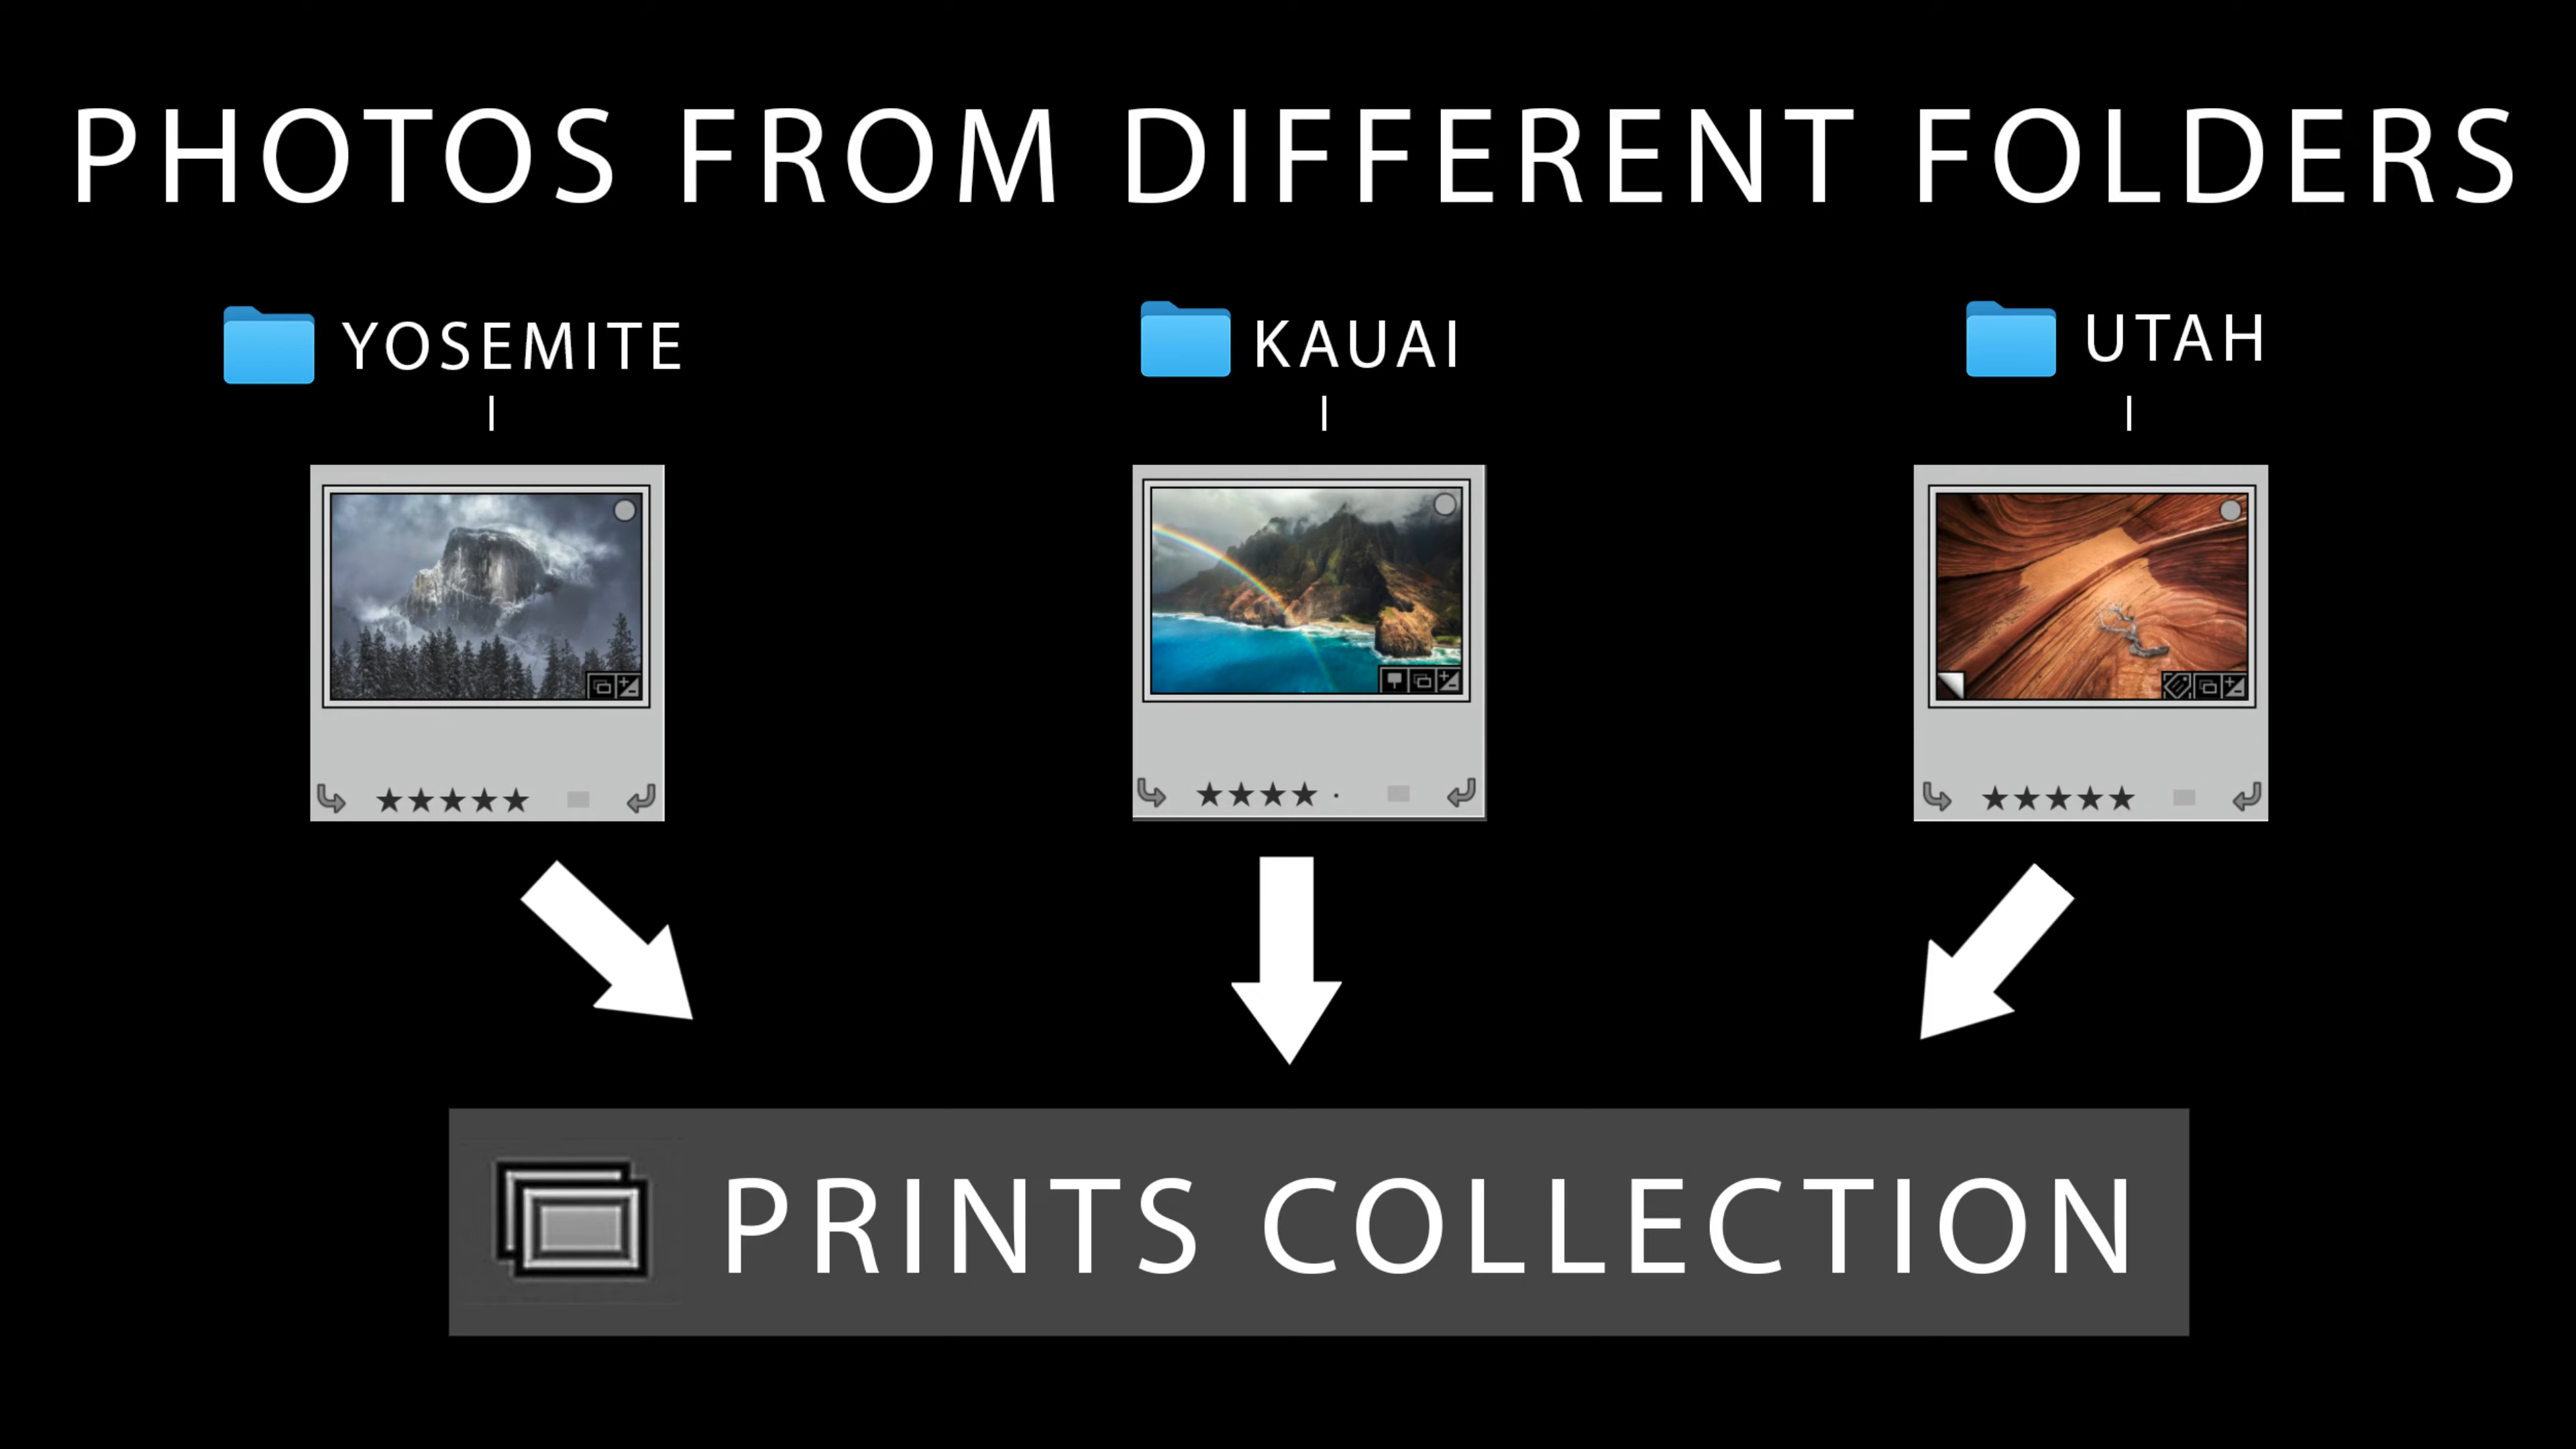 PHOTOS FROM DIFFERENT FOLDERS
YOSEMITE
KAUAI
UTAH
PRINTS COLLECTION